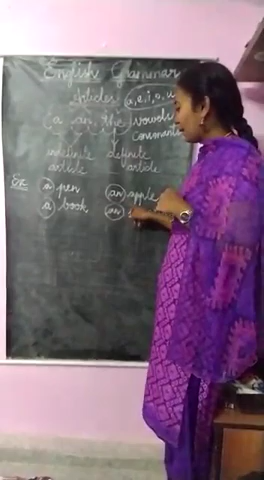 English Grammar
Articles: (a, e, i, o, u
(a, an, the) vowels
Consonants
indefinite definite
article article
Ex: a pen an apple
a book an